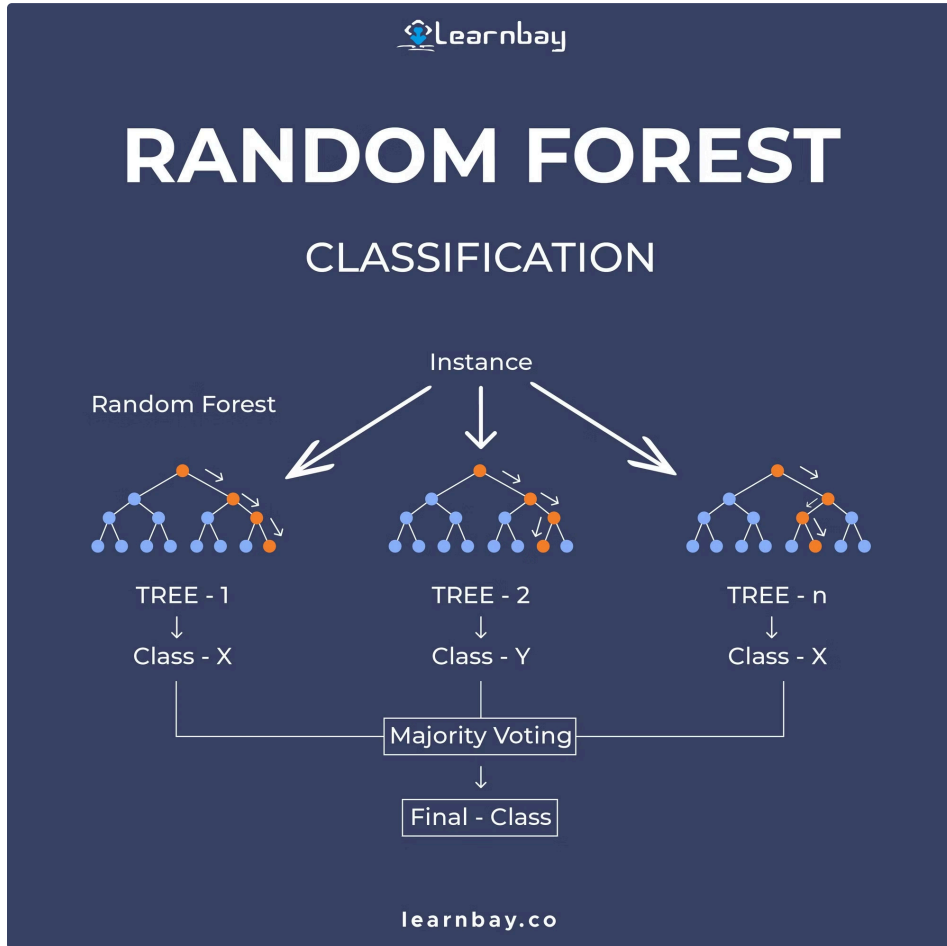 Learnbay
RANDOM FOREST
CLASSIFICATION
Instance
Random Forest
TREE - 1
TREE - 2
TREE - n
Class - X
Class - Y
Class - X
Majority Voting
Final - Class
learnbay.co